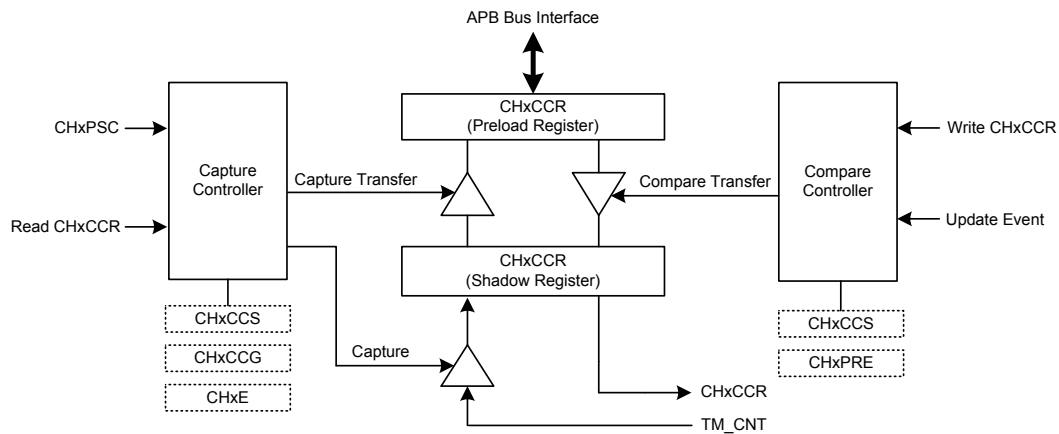 APB Bus Interface
CHxCCR
(Preload Register)
CHxPSC
Write CHxCCR
Capture
Controller
Capture Transfer
Compare Transfer
Compare
Controller
Read CHxCCR
Update Event
CHxCCR
(Shadow Register)
CHxCCS
CHxCCG
CHxE
Capture
CHxCCS
CHxPRE
CHxCCR
TM_CNT